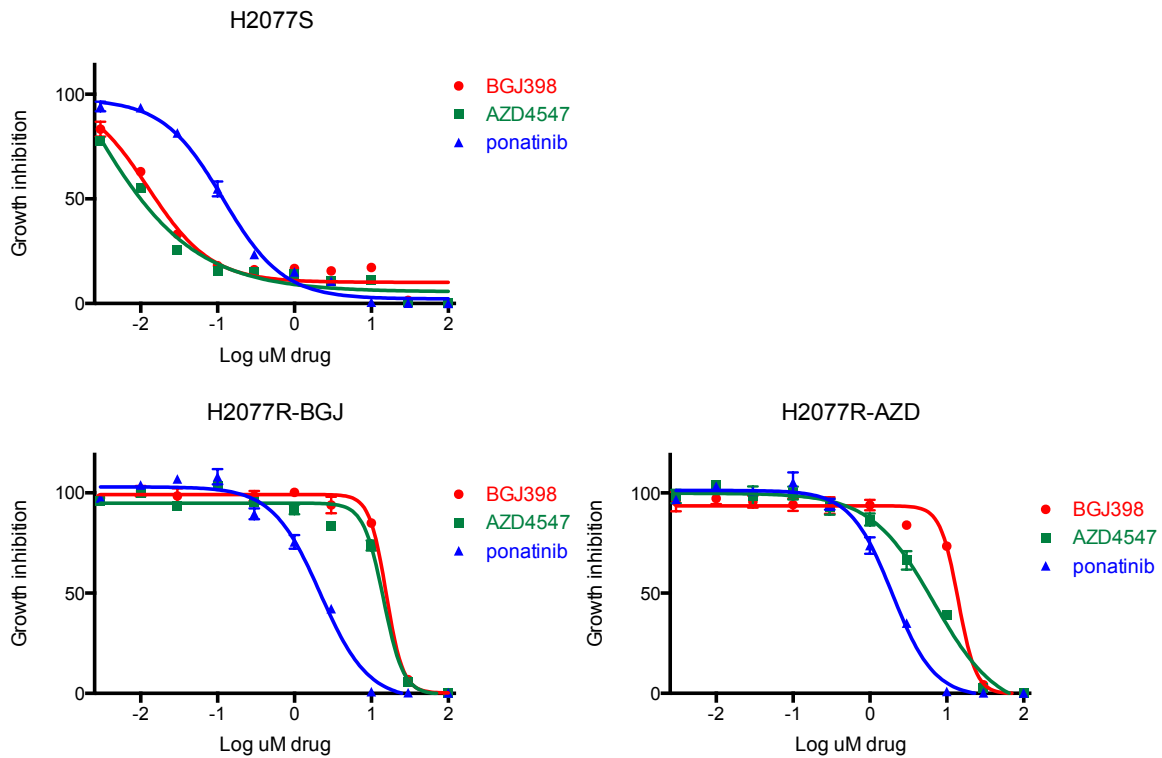 H2077S
Growth inhibition
100
50
0
-2 -1 0 1 2
Log uM drug
BGJ398
AZD4547
ponatinib
H2077R-BGJ
Growth inhibition
100
50
0
-2 -1 0 1 2
Log uM drug
BGJ398
AZD4547
ponatinib
H2077R-AZD
Growth inhibition
100
50
0
-2 -1 0 1 2
Log uM drug
BGJ398
AZD4547
ponatinib